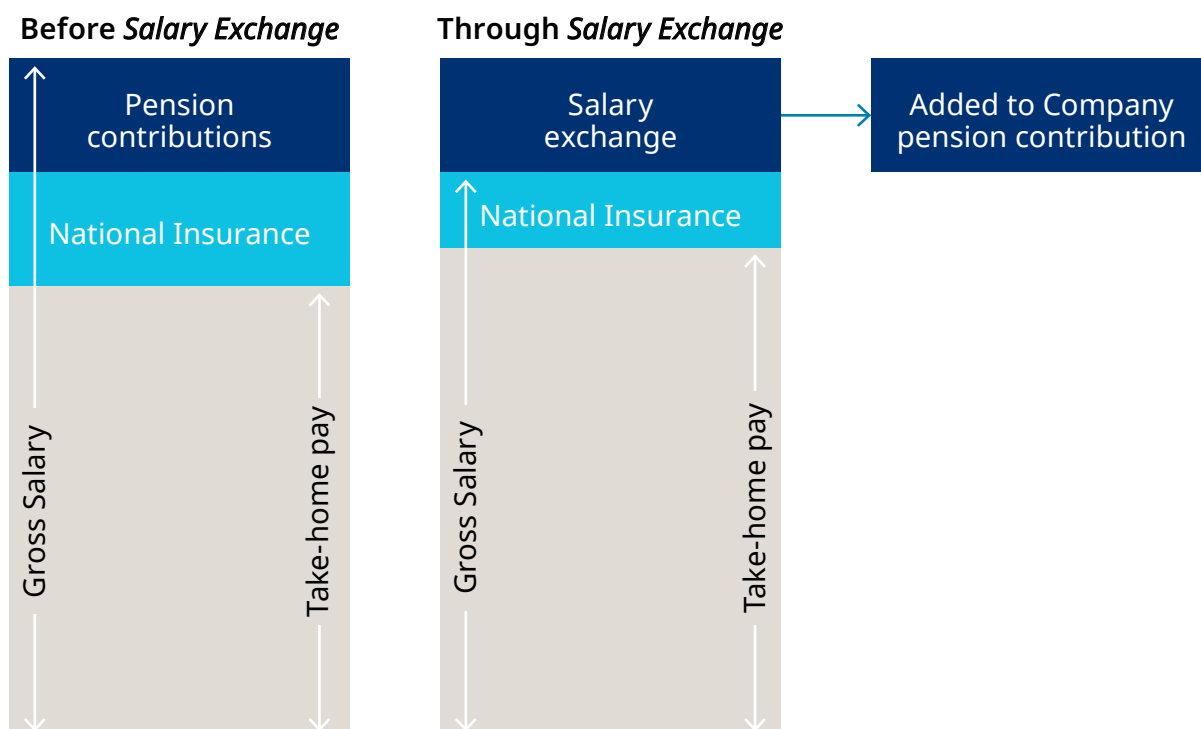 Before Salary Exchange
Pension
contributions
National Insurance
Gross Salary
Take-home pay
Through Salary Exchange
Salary
exchange
National Insurance
Gross Salary
Take-home pay
Added to Company
pension contribution